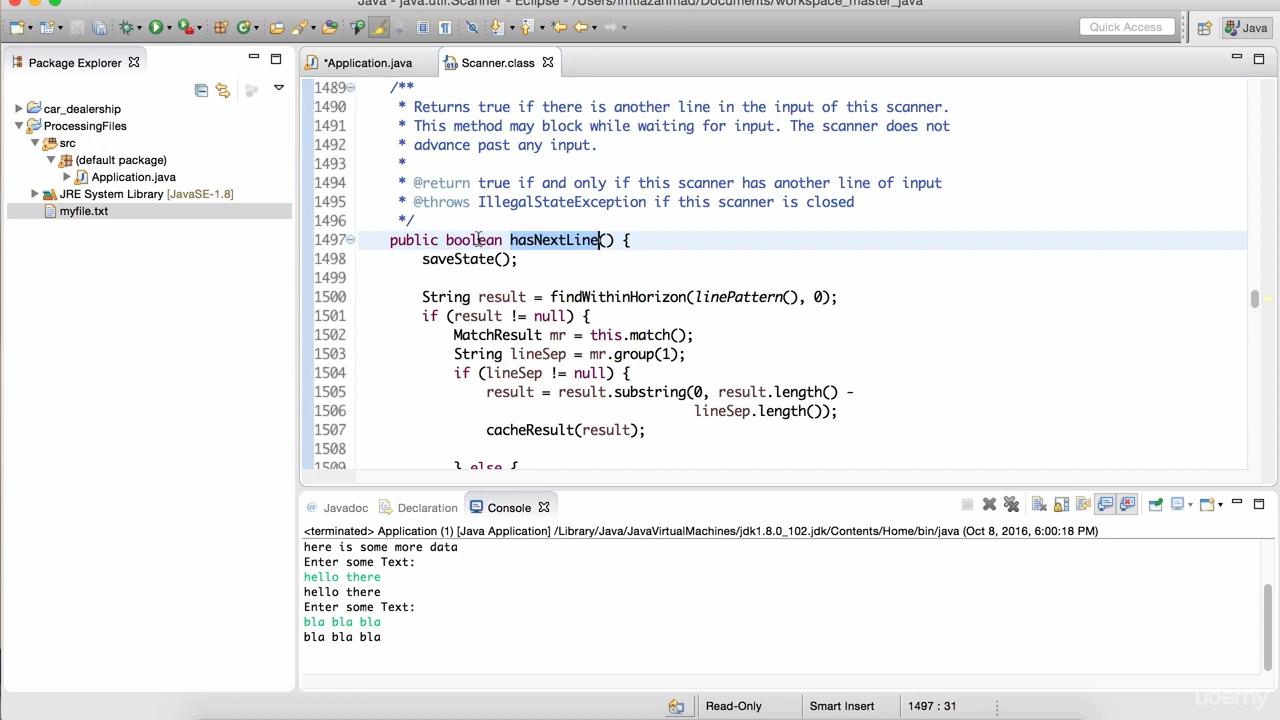 Java - java.util.Scanner - Eclipse - /Users/imtiazahmad/Documents/workspace_master_java
Quick Access
Java
Package Explorer
*Application.java
Scanner.class
car_dealership
ProcessingFiles
src
(default package)
Application.java
JRE System Library [JavaSE-1.8]
myfile.txt
1489 /**
1490 * Returns true if there is another line in the input of this scanner.
1491 * This method may block while waiting for input. The scanner does not
1492 * advance past any input.
1493 *
1494 * @return true if and only if this scanner has another line of input
1495 * @throws IllegalStateException if this scanner is closed
1496 */
1497 public boolean hasNextLine() {
1498 saveState();
1499
1500 String result = findWithinHorizon(linePattern(), 0);
1501 if (result != null) {
1502 MatchResult mr = this.match();
1503 String lineSep = mr.group(1);
1504 if (lineSep != null) {
1505 result = result.substring(0, result.length() -
1506 lineSep.length());
1507 cacheResult(result);
1508
1509 } else {
Javadoc
Declaration
Console
<terminated> Application (1) [Java Application] /Library/Java/JavaVirtualMachines/jdk1.8.0_102.jdk/Contents/Home/bin/java (Oct 8, 2016, 6:00:18 PM)
here is some more data
Enter some Text:
hello there
hello there
Enter some Text:
bla bla bla
bla bla bla
Read-Only
Smart Insert
1497 : 31
udemy